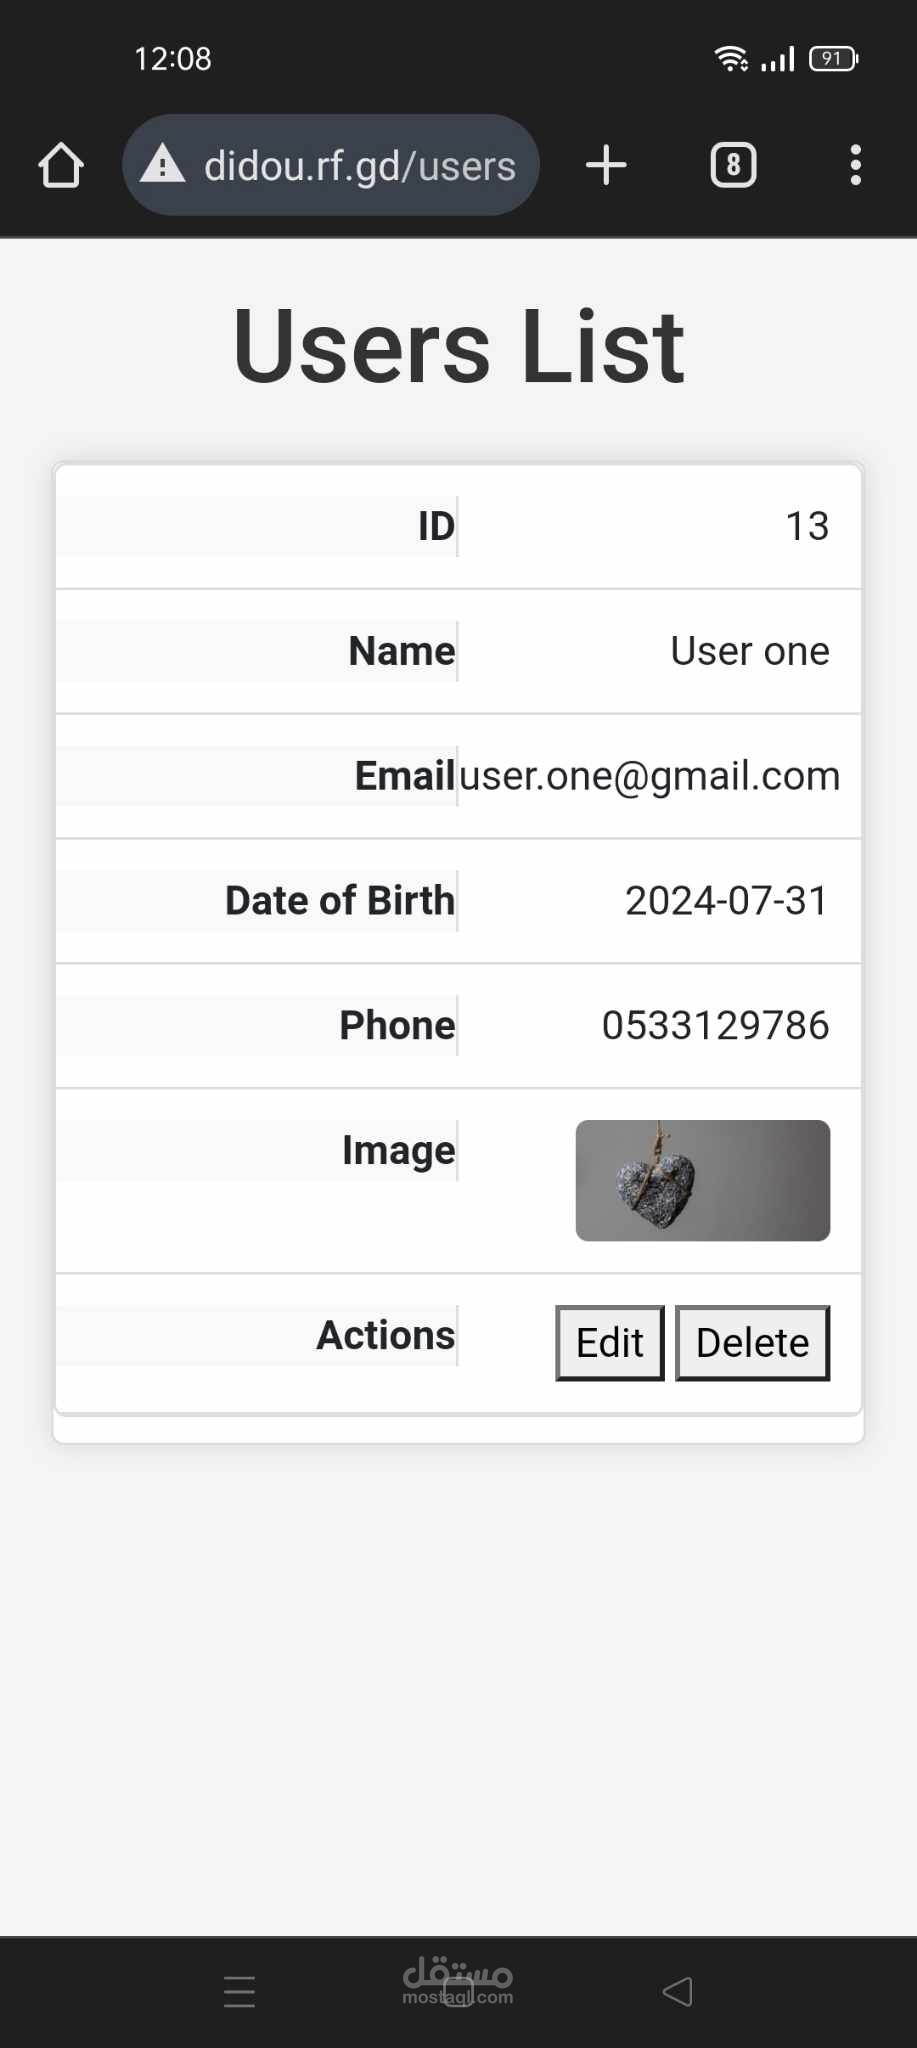 12:08
91
didou.rf.gd/users
8
Users List
ID 13
Name User one
Email user.one@gmail.com
Date of Birth 2024-07-31
Phone 0533129786
Image
Actions Edit Delete
مستقل
mostaql.com